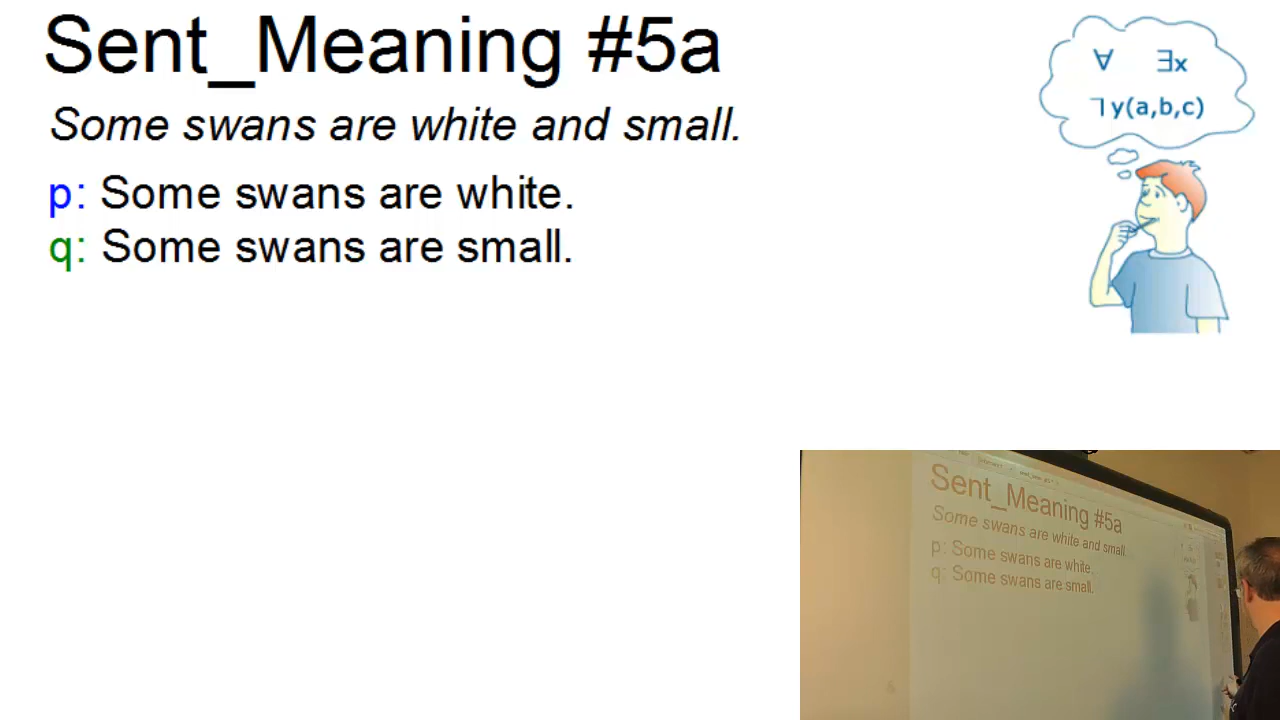 Sent_Meaning #5a
Some swans are white and small.
p: Some swans are white.
q: Some swans are small.
∀ ∃x
ꓶy(a,b,c)
Sent_Meaning #5a
Some swans are white and small.
p: Some swans are white.
q: Some swans are small.